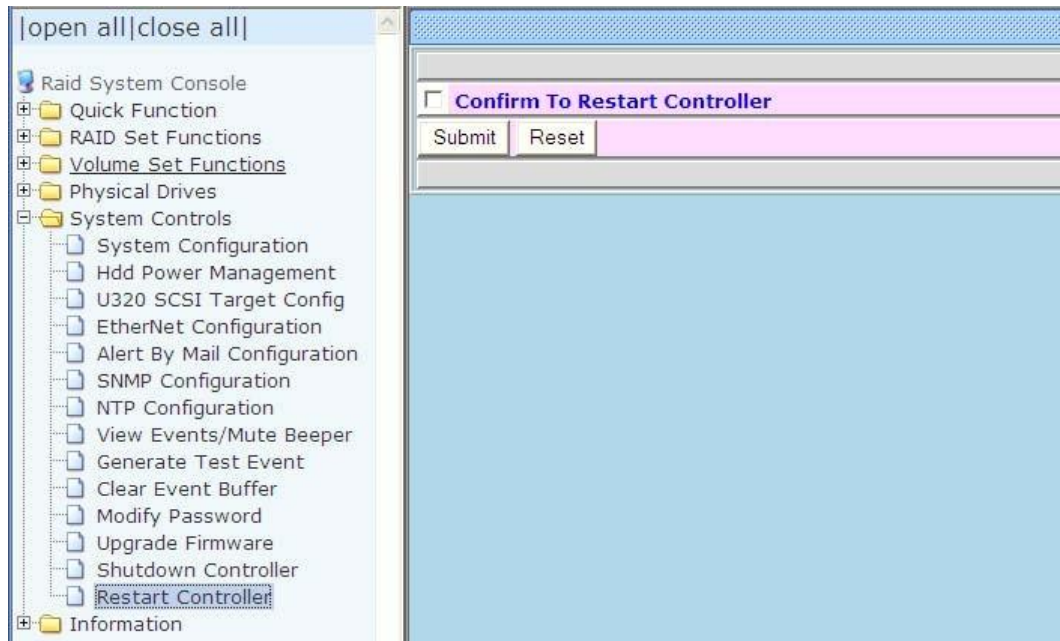 |open all|close all|
Raid System Console
Quick Function
RAID Set Functions
Volume Set Functions
Physical Drives
System Controls
System Configuration
Hdd Power Management
U320 SCSI Target Config
EtherNet Configuration
Alert By Mail Configuration
SNMP Configuration
NTP Configuration
View Events/Mute Beeper
Generate Test Event
Clear Event Buffer
Modify Password
Upgrade Firmware
Shutdown Controller
Restart Controller
Information
Confirm To Restart Controller
Submit Reset